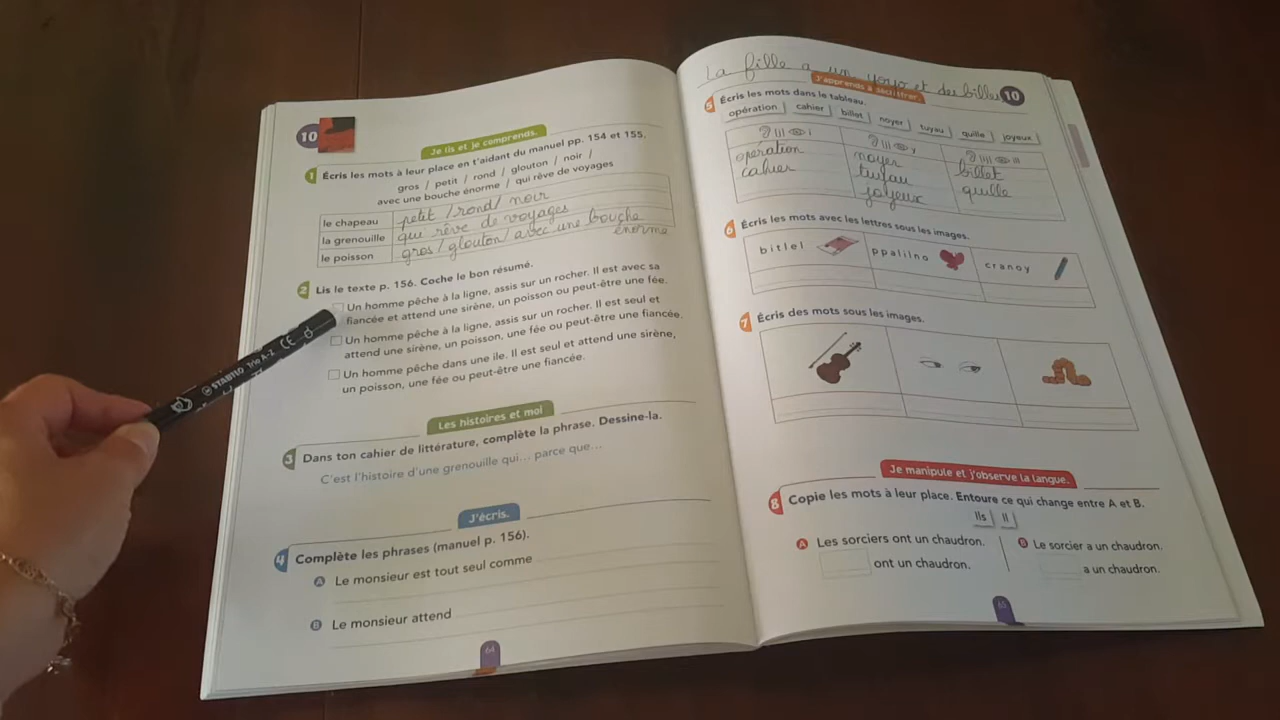 10
Je lis et je comprends.
1 Écris les mots à leur place en t'aidant du manuel pp. 154 et 155.
gros / petit / rond / glouton / noir /
avec une bouche énorme / qui rêve de voyages
le chapeau petit / rond / noir
la grenouille qui rêve de voyages
le poisson gros / glouton / avec une bouche
énorme
2 Lis le texte p. 156. Coche le bon résumé.
Un homme pêche à la ligne, assis sur un rocher. Il est avec sa
fiancée et attend une sirène, un poisson ou peut-être une fée.
Un homme pêche à la ligne, assis sur un rocher. Il est seul et
attend une sirène, un poisson, une fée ou peut-être une fiancée.
Un homme pêche dans une ile. Il est seul et attend une sirène,
un poisson, une fée ou peut-être une fiancée.
Les histoires et moi
3 Dans ton cahier de littérature, complète la phrase. Dessine-la.
C'est l'histoire d'une grenouille qui... parce que...
J'écris.
4 Complète les phrases (manuel p. 156).
A Le monsieur est tout seul comme
B Le monsieur attend
64
STABILO Trio A-Z CE
La fille a un yoyo et des billes
J'apprends à déchiffrer.
10
5 Écris les mots dans le tableau.
opération cahier billet noyer tuyau quille joyeux
opération noyer billet
cahier tuyau quille
joyeux
6 Écris les mots avec les lettres sous les images.
bitlel ppalilno cranoy
7 Écris des mots sous les images.
Je manipule et j'observe la langue.
8 Copie les mots à leur place. Entoure ce qui change entre A et B.
Ils Il
A Les sorciers ont un chaudron.
ont un chaudron.
B Le sorcier a un chaudron.
a un chaudron.
65